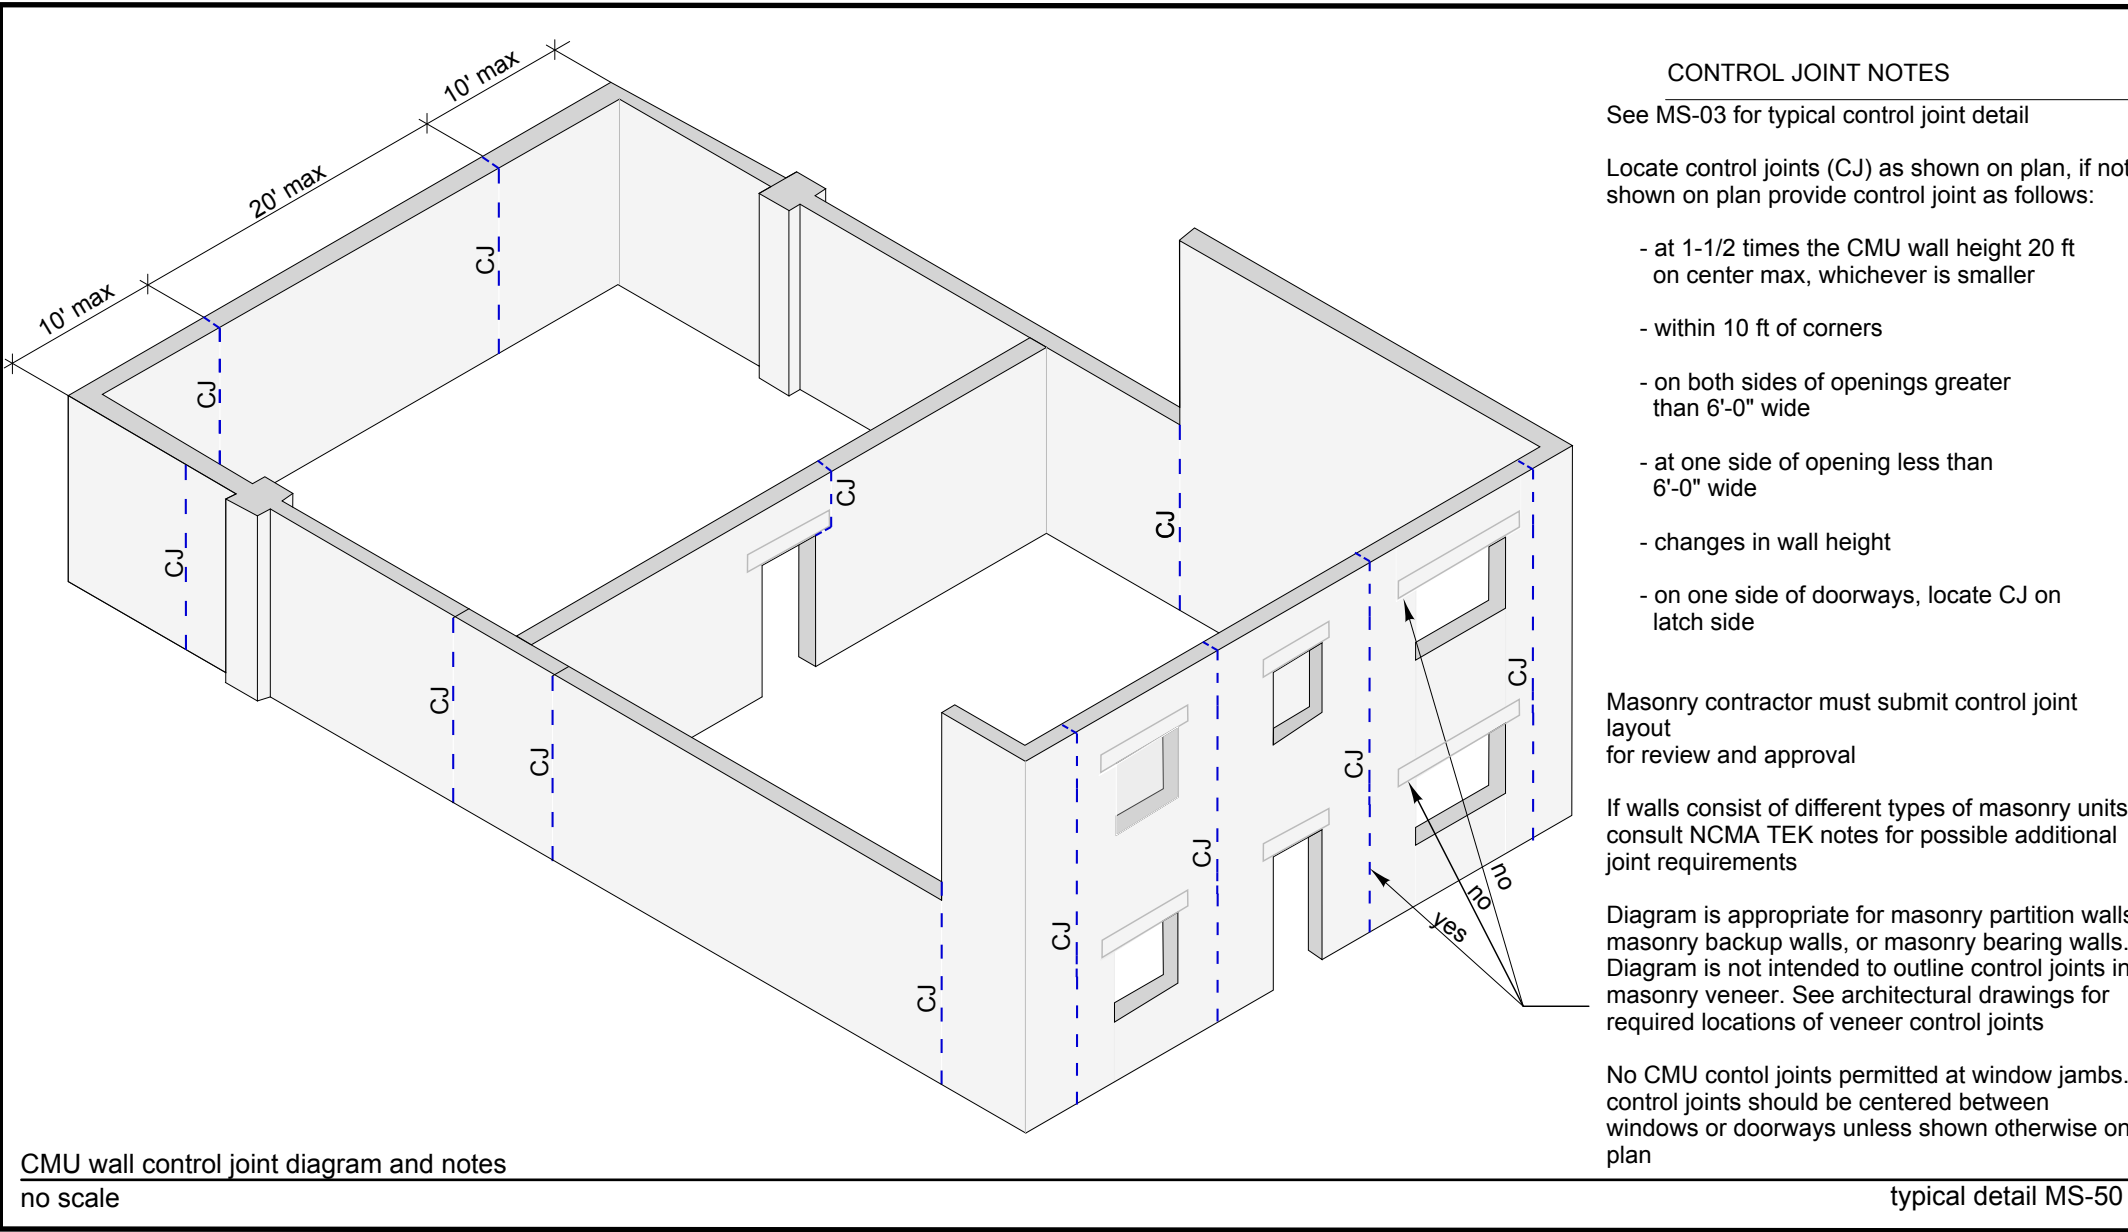 10' max
20' max
10' max
CJ
CJ
CJ
CJ
CJ
CJ
CJ
CJ
CJ
CJ
CJ
CJ
yes
no
no
CONTROL JOINT NOTES
See MS-03 for typical control joint detail
Locate control joints (CJ) as shown on plan, if not
shown on plan provide control joint as follows:
- at 1-1/2 times the CMU wall height 20 ft
on center max, whichever is smaller
- within 10 ft of corners
- on both sides of openings greater
than 6'-0" wide
- at one side of opening less than
6'-0" wide
- changes in wall height
- on one side of doorways, locate CJ on
latch side
Masonry contractor must submit control joint
layout
for review and approval
If walls consist of different types of masonry units
consult NCMA TEK notes for possible additional
joint requirements
Diagram is appropriate for masonry partition walls
masonry backup walls, or masonry bearing walls.
Diagram is not intended to outline control joints in
masonry veneer. See architectural drawings for
required locations of veneer control joints
No CMU contol joints permitted at window jambs.
control joints should be centered between
windows or doorways unless shown otherwise on
plan
CMU wall control joint diagram and notes
no scale
typical detail MS-50